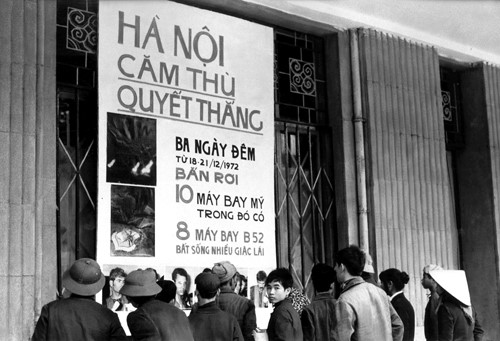 HÀ NỘI
CĂM THÙ
QUYẾT THẮNG
BA NGÀY ĐÊM
TỪ 18-21/12/1972
BẮN RƠI
10 MÁY BAY MỸ
TRONG ĐÓ CÓ
8 MÁY BAY B52
BẮT SỐNG NHIỀU GIẶC LÁI